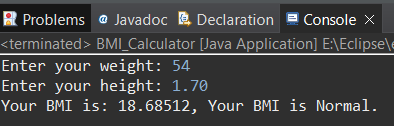 Problems @ Javadoc Declaration Console
<terminated> BMI_Calculator [Java Application] E:\Eclipse\
Enter your weight: 54
Enter your height: 1.70
Your BMI is: 18.68512, Your BMI is Normal.